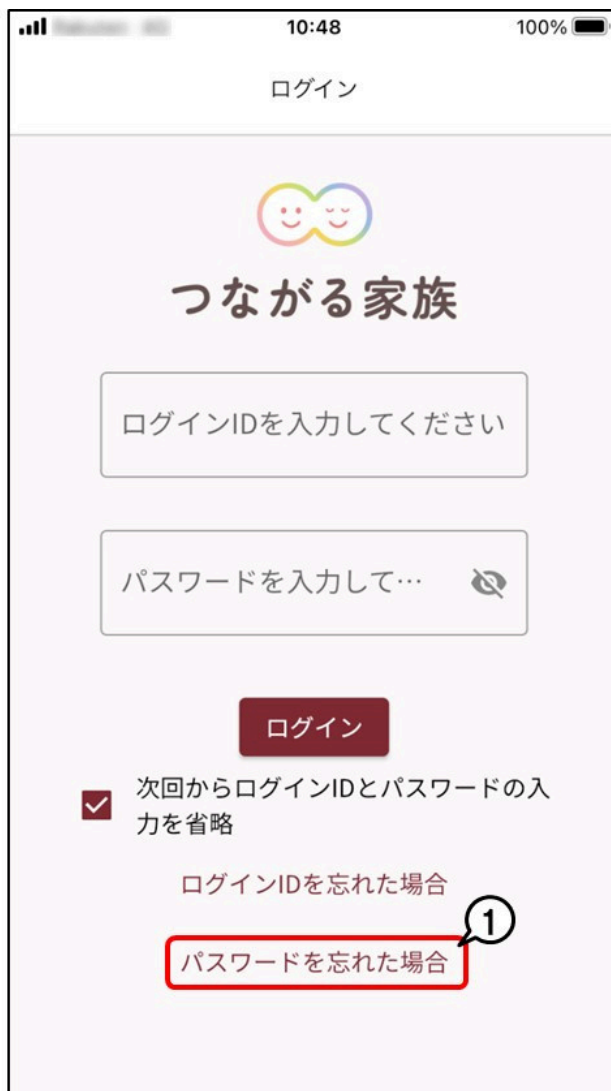 10:48
100%
ログイン
つながる家族
ログインIDを入力してください
パスワードを入力して…
ログイン
次回からログインIDとパスワードの入
力を省略
ログインIDを忘れた場合
1
パスワードを忘れた場合